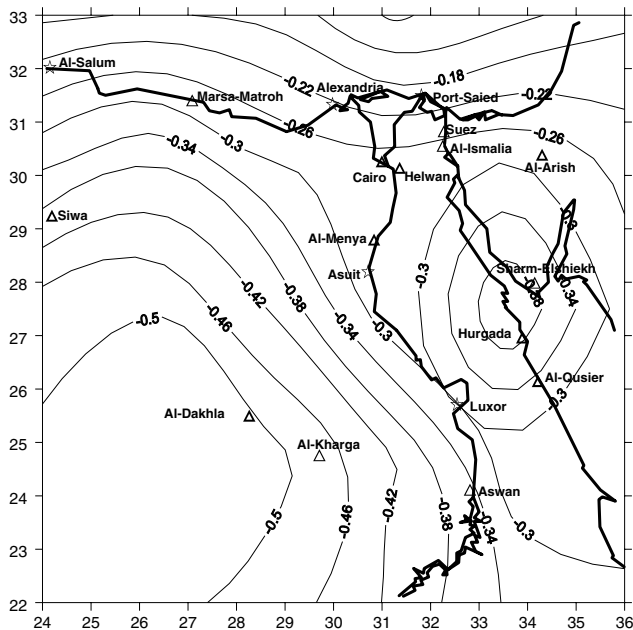 33
32
31
30
29
28
27
26
25
24
23
22
24 25 26 27 28 29 30 31 32 33 34 35 36
Al-Salum
-0.18
-0.22
Alexandria
-0.22
Marsa-Matroh
Port-Saied
-0.26
Suez
-0.26
-0.34
-0.3
Al-Ismalia
Al-Arish
Cairo
Helwan
Siwa
-0.3
Al-Menya
Asuit
-0.3
Sharm-Elshiekh
-0.38
-0.34
-0.42
-0.38
-0.46
-0.34
-0.3
-0.5
Hurgada
Al-Qusier
-0.3
Al-Dakhla
Luxor
Al-Kharga
Aswan
-0.5
-0.46
-0.42
-0.38
-0.34
-0.3